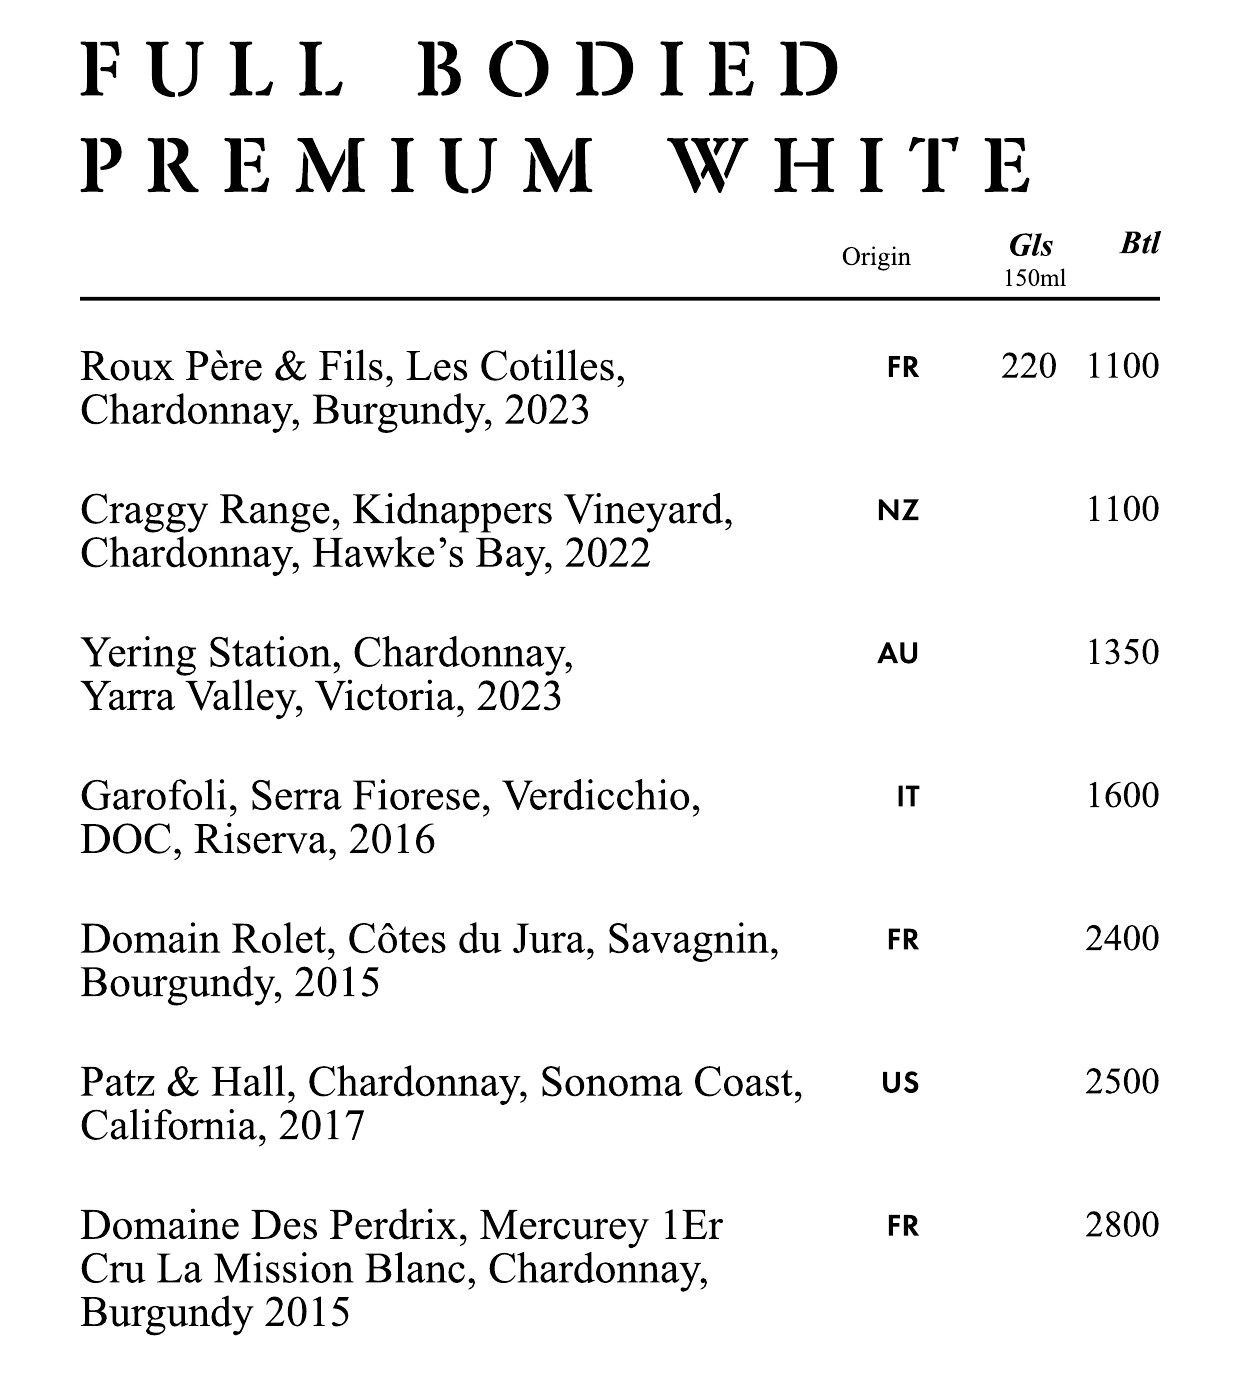 FULL BODIED
PREMIUM WHITE
Origin Gls Btl
150ml
Roux Père & Fils, Les Cotilles, FR 220 1100
Chardonnay, Burgundy, 2023
Craggy Range, Kidnappers Vineyard, NZ 1100
Chardonnay, Hawke’s Bay, 2022
Yering Station, Chardonnay, AU 1350
Yarra Valley, Victoria, 2023
Garofoli, Serra Fiorese, Verdicchio, IT 1600
DOC, Riserva, 2016
Domain Rolet, Côtes du Jura, Savagnin, FR 2400
Bourgundy, 2015
Patz & Hall, Chardonnay, Sonoma Coast, US 2500
California, 2017
Domaine Des Perdrix, Mercurey 1Er FR 2800
Cru La Mission Blanc, Chardonnay,
Burgundy 2015